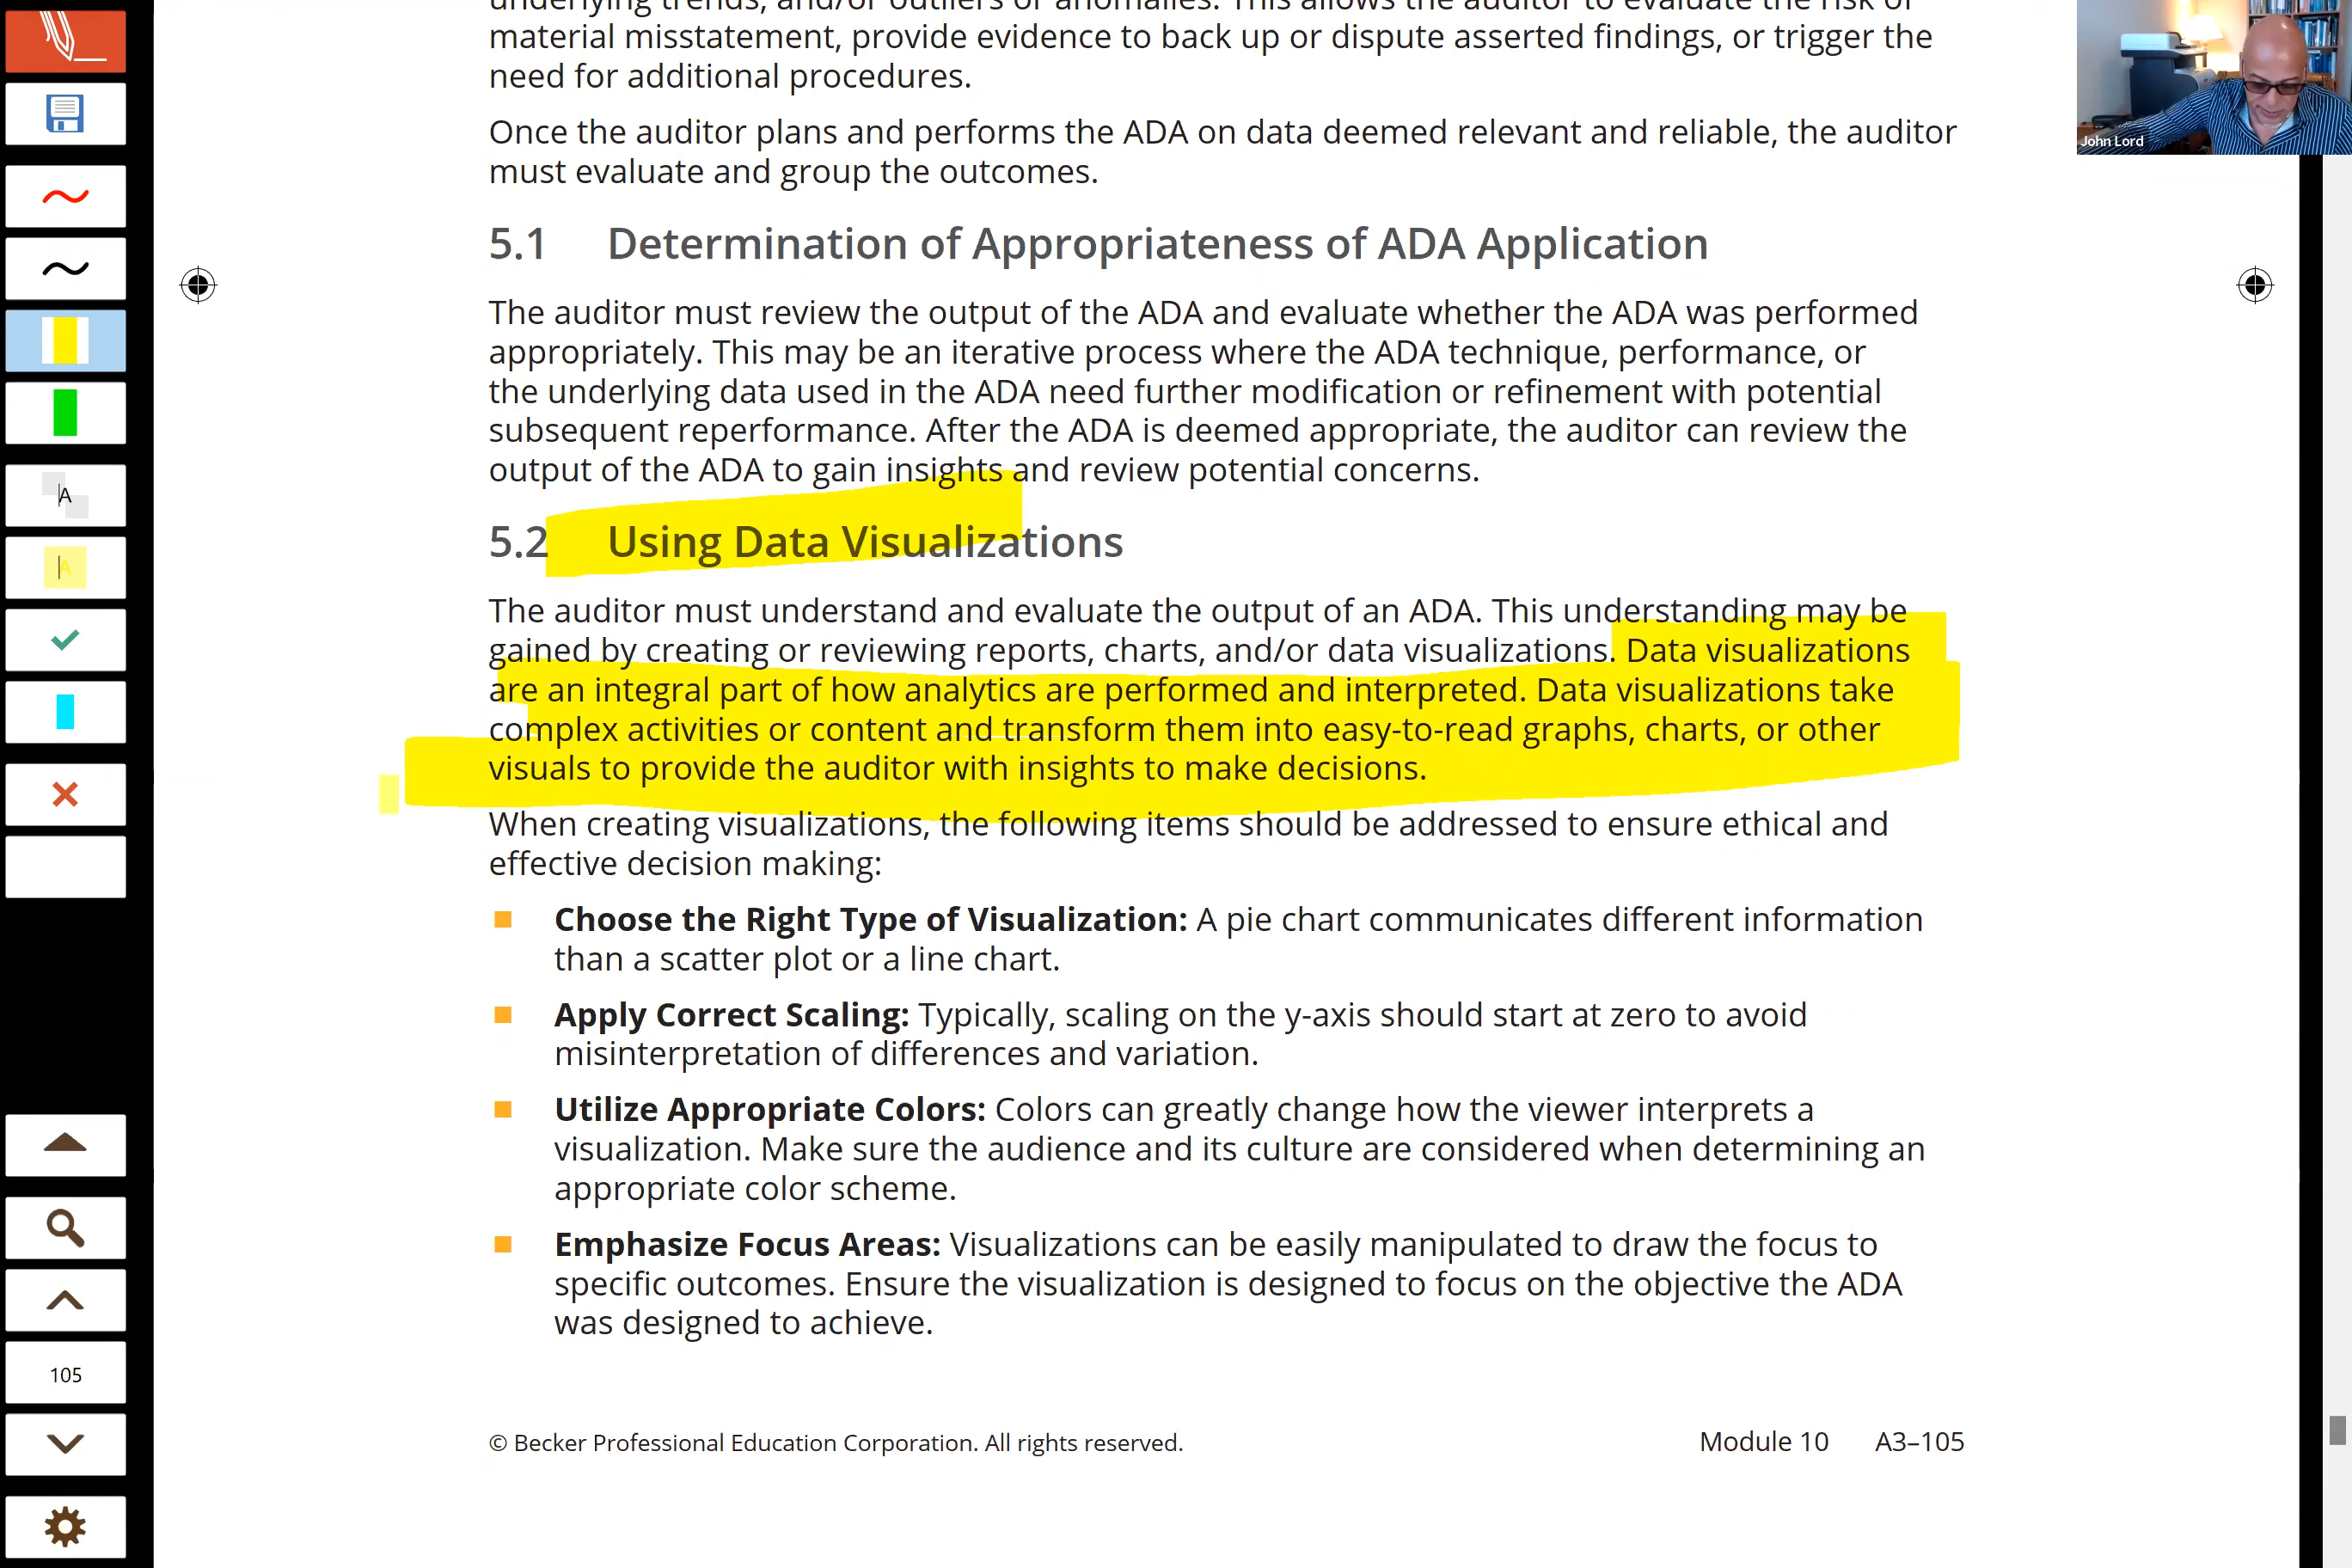 underlying trends, and/or outliers or anomalies. This allows the auditor to evaluate the risk of
material misstatement, provide evidence to back up or dispute asserted findings, or trigger the
need for additional procedures.
Once the auditor plans and performs the ADA on data deemed relevant and reliable, the auditor
must evaluate and group the outcomes.
John Lord
5.1 Determination of Appropriateness of ADA Application
The auditor must review the output of the ADA and evaluate whether the ADA was performed
appropriately. This may be an iterative process where the ADA technique, performance, or
the underlying data used in the ADA need further modification or refinement with potential
subsequent reperformance. After the ADA is deemed appropriate, the auditor can review the
output of the ADA to gain insights and review potential concerns.
5.2 Using Data Visualizations
The auditor must understand and evaluate the output of an ADA. This understanding may be
gained by creating or reviewing reports, charts, and/or data visualizations. Data visualizations
are an integral part of how analytics are performed and interpreted. Data visualizations take
complex activities or content and transform them into easy-to-read graphs, charts, or other
visuals to provide the auditor with insights to make decisions.
When creating visualizations, the following items should be addressed to ensure ethical and
effective decision making:
Choose the Right Type of Visualization: A pie chart communicates different information
than a scatter plot or a line chart.
Apply Correct Scaling: Typically, scaling on the y-axis should start at zero to avoid
misinterpretation of differences and variation.
Utilize Appropriate Colors: Colors can greatly change how the viewer interprets a
visualization. Make sure the audience and its culture are considered when determining an
appropriate color scheme.
Emphasize Focus Areas: Visualizations can be easily manipulated to draw the focus to
specific outcomes. Ensure the visualization is designed to focus on the objective the ADA
was designed to achieve.
© Becker Professional Education Corporation. All rights reserved.
Module 10 A3–105
A
A
105